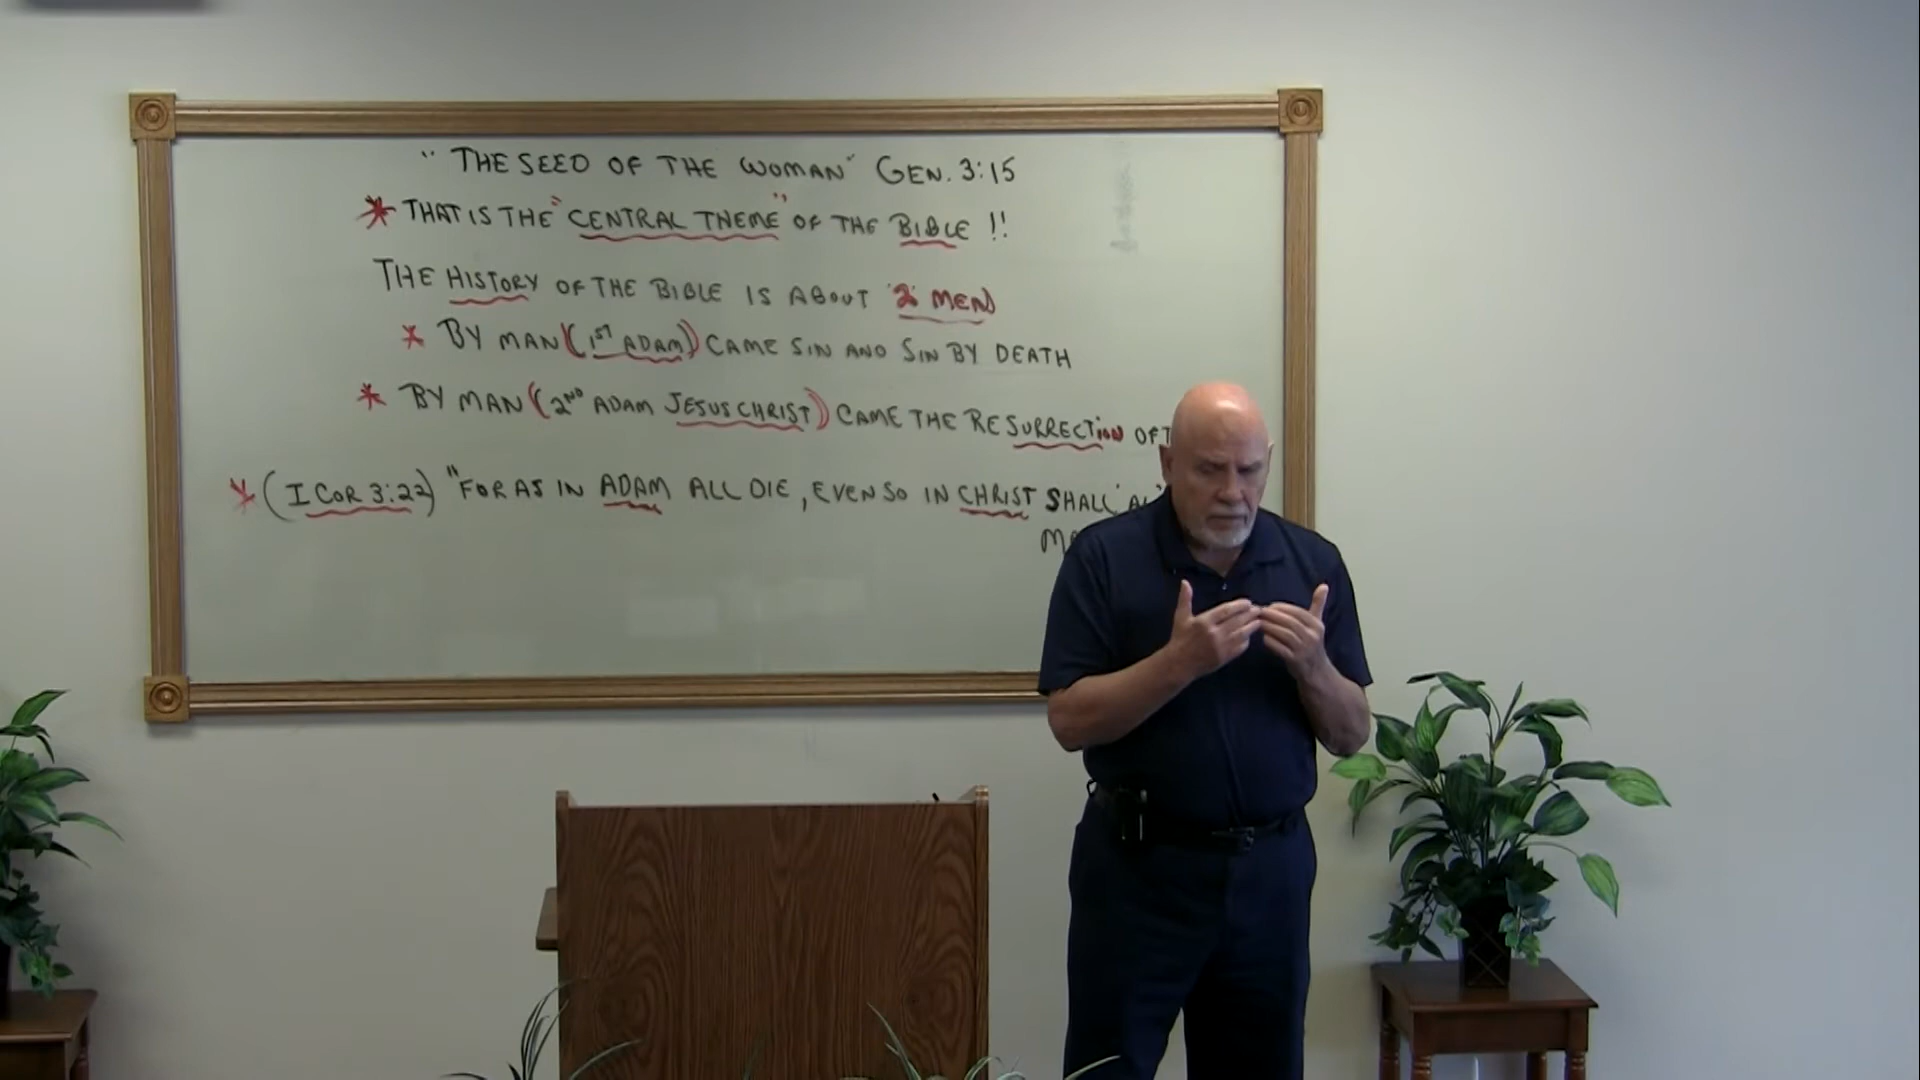 "THE SEED OF THE WOMAN" GEN. 3:15
* THAT IS THE "CENTRAL THEME" OF THE BIBLE !!
THE HISTORY OF THE BIBLE IS ABOUT "2" MEN
* BY MAN (1ST ADAM) CAME SIN AND SIN BY DEATH
* BY MAN (2ND ADAM JESUS CHRIST) CAME THE RESURRECTION OF
* (I COR 3:22) "FOR AS IN ADAM ALL DIE, EVEN SO IN CHRIST SHALL